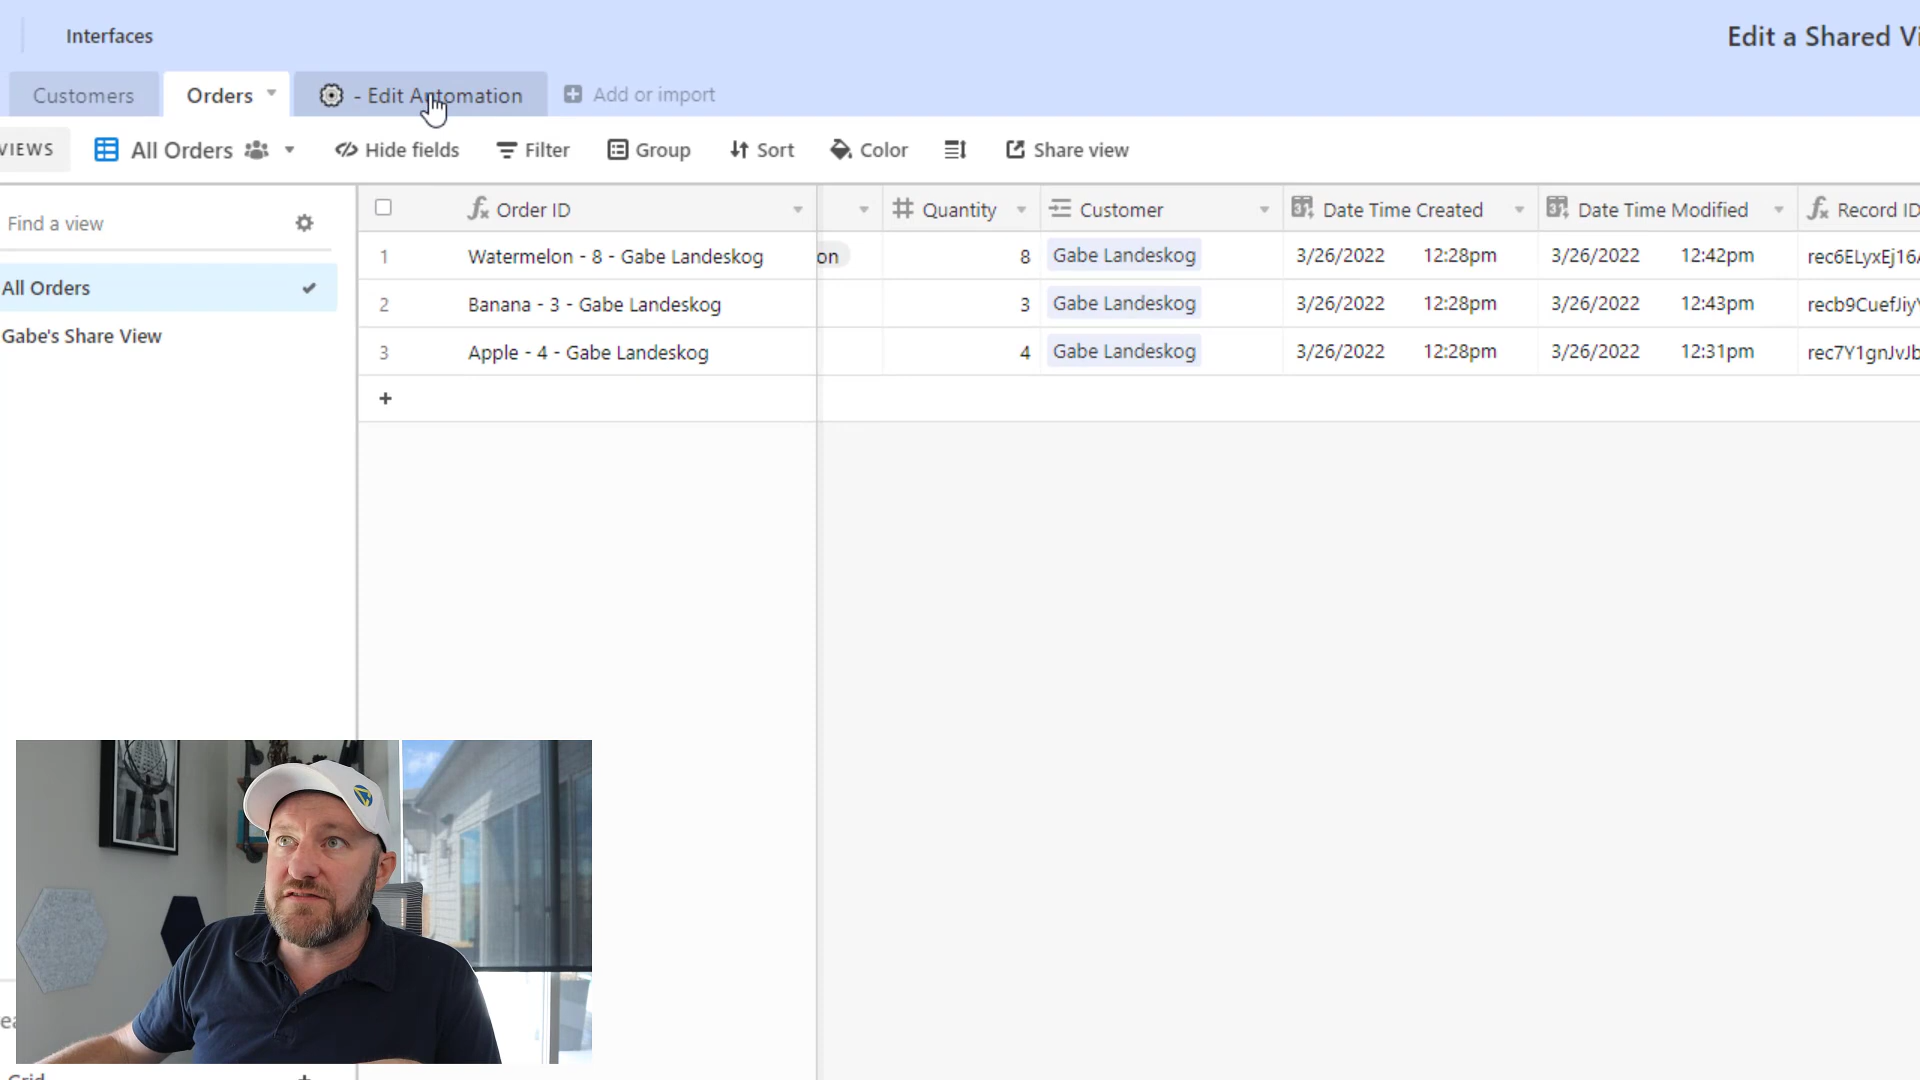 Interfaces
Edit a Shared Vi
Customers
Orders
- Edit Automation
Add or import
VIEWS
All Orders
Hide fields
Filter
Group
Sort
Color
Share view
Find a view
Order ID
Quantity
Customer
Date Time Created
Date Time Modified
Record ID
1 Watermelon - 8 - Gabe Landeskog on 8 Gabe Landeskog 3/26/2022 12:28pm 3/26/2022 12:42pm rec6ELyxEj16A
2 Banana - 3 - Gabe Landeskog 3 Gabe Landeskog 3/26/2022 12:28pm 3/26/2022 12:43pm recb9CuefJiyY
3 Apple - 4 - Gabe Landeskog 4 Gabe Landeskog 3/26/2022 12:28pm 3/26/2022 12:31pm rec7Y1gnJvJb
+
All Orders
Gabe's Share View
ea
Grid
+